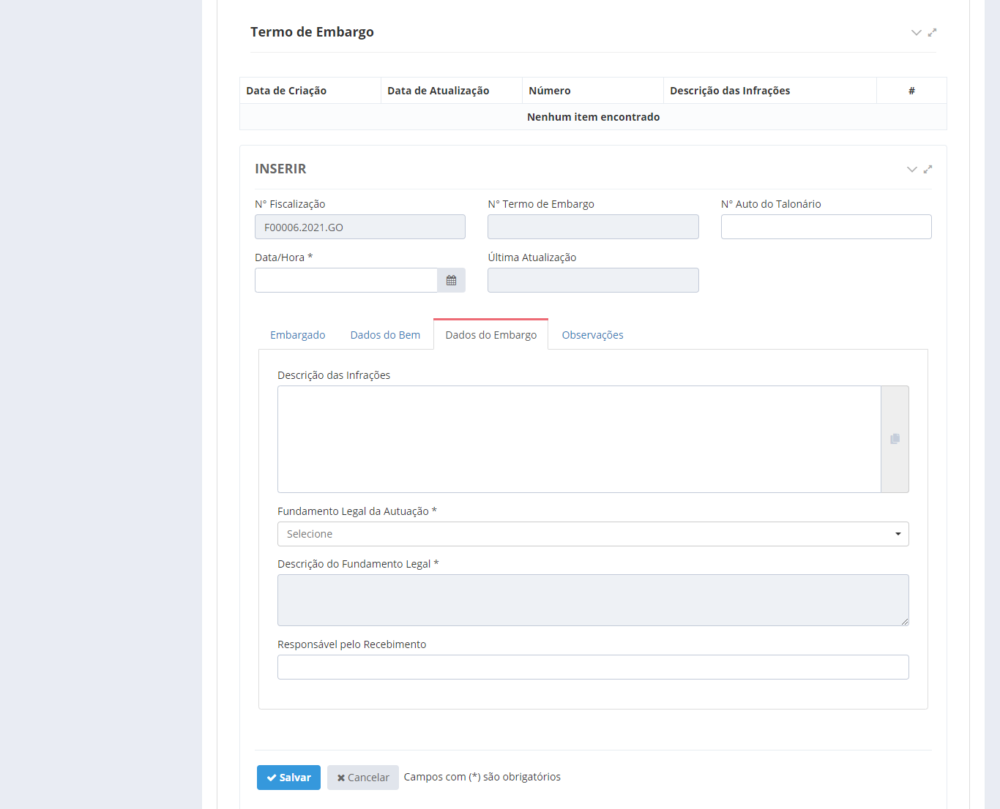 Termo de Embargo
Data de Criação Data de Atualização Número Descrição das Infrações #
Nenhum item encontrado
INSERIR
N° Fiscalização N° Termo de Embargo N° Auto do Talonário
F00006.2021.GO
Data/Hora * Última Atualização
Embargado Dados do Bem Dados do Embargo Observações
Descrição das Infrações
Fundamento Legal da Autuação *
Selecione
Descrição do Fundamento Legal *
Responsável pelo Recebimento
Salvar Cancelar Campos com (*) são obrigatórios